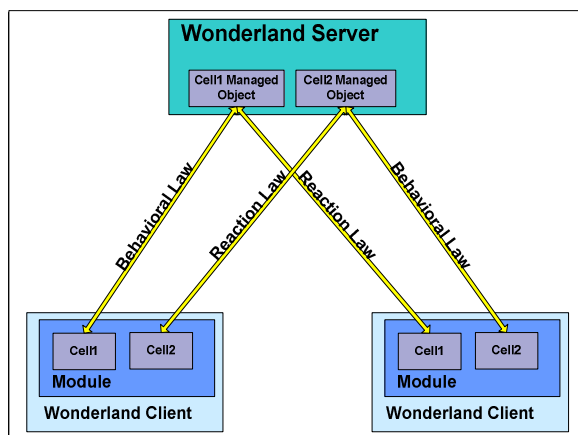 Wonderland Server
Cell1 Managed
Object
Cell2 Managed
Object
Behavioral Law
Reaction Law
Reaction Law
Behavioral Law
Cell1
Cell2
Module
Wonderland Client
Cell1
Cell2
Module
Wonderland Client